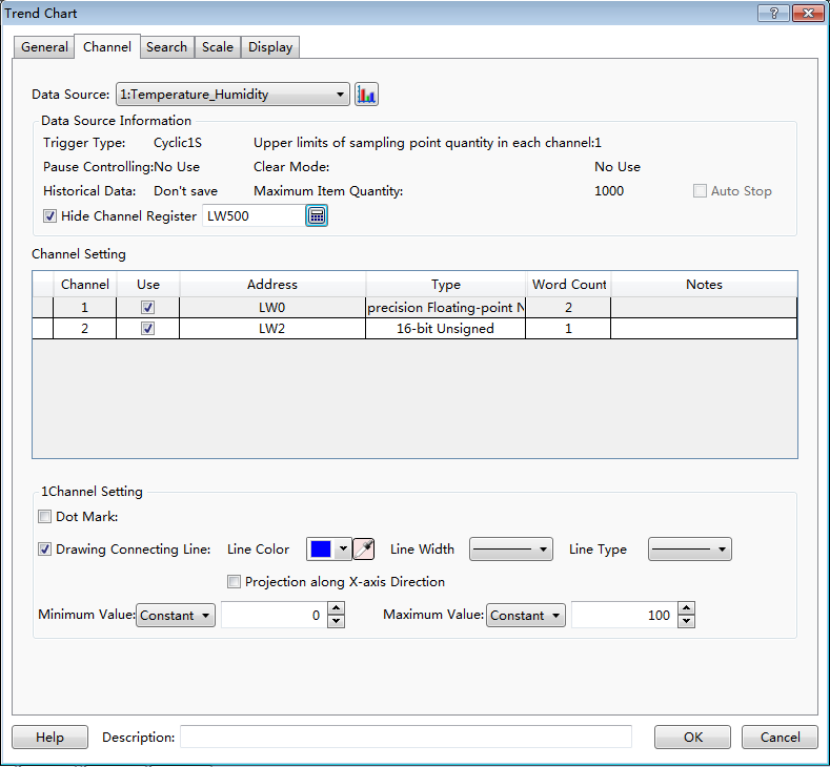 Trend Chart
General Channel Search Scale Display
Data Source: 1:Temperature_Humidity
Data Source Information
Trigger Type: Cyclic1S Upper limits of sampling point quantity in each channel:1
Pause Controlling:No Use Clear Mode: No Use
Historical Data: Don't save Maximum Item Quantity: 1000 Auto Stop
Hide Channel Register LW500
Channel Setting
Channel Use Address Type Word Count Notes
1 LW0 precision Floating-point N 2
2 LW2 16-bit Unsigned 1
1Channel Setting
Dot Mark:
Drawing Connecting Line: Line Color Line Width Line Type
Projection along X-axis Direction
Minimum Value: Constant 0 Maximum Value: Constant 100
Help Description: OK Cancel